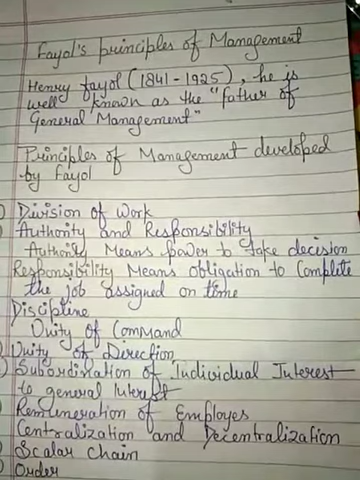 Fayol's principles of Management
Henry fayol (1841-1925), he is
well known as the "father of
General Management"
Principles of Management developed
by Fayol
Division of Work
Authority and Responsibility
Authority Means power to take decision
Responsibility Means obligation to Complete
the job assigned on time
Discipline
Unity of Command
Unity of Direction
Subordination of Individual Interest
to general Interest
Remuneration of Employes
Centralization and Decentralization
Scalar Chain
Order